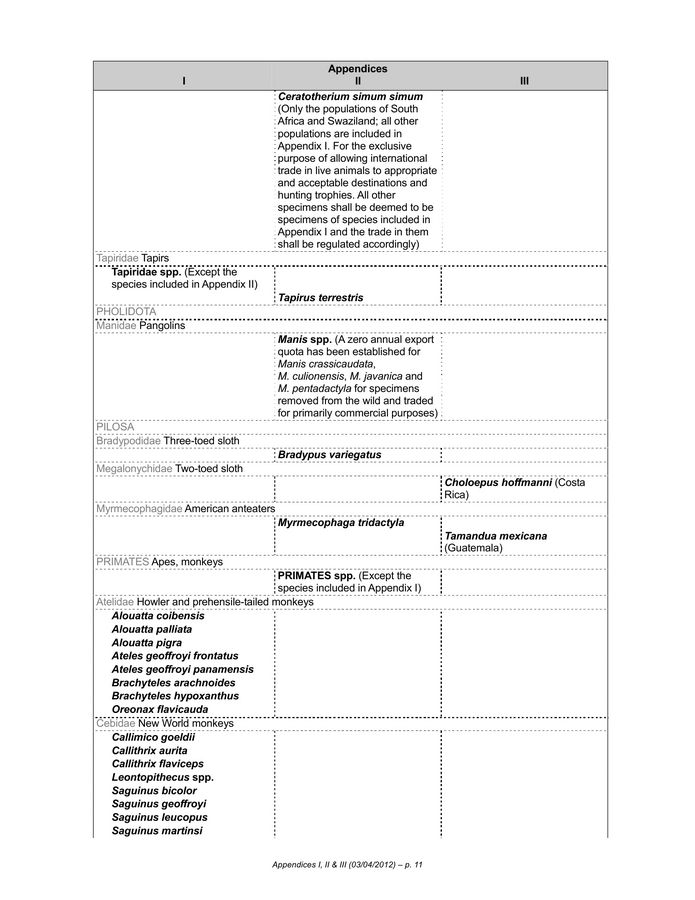 Appendices
I II III
Ceratotherium simum simum
(Only the populations of South
Africa and Swaziland; all other
populations are included in
Appendix I. For the exclusive
purpose of allowing international
trade in live animals to appropriate
and acceptable destinations and
hunting trophies. All other
specimens shall be deemed to be
specimens of species included in
Appendix I and the trade in them
shall be regulated accordingly)
Tapiridae Tapirs
Tapiridae spp. (Except the
species included in Appendix II)
Tapirus terrestris
PHOLIDOTA
Manidae Pangolins
Manis spp. (A zero annual export
quota has been established for
Manis crassicaudata,
M. culionensis, M. javanica and
M. pentadactyla for specimens
removed from the wild and traded
for primarily commercial purposes)
PILOSA
Bradypodidae Three-toed sloth
Bradypus variegatus
Megalonychidae Two-toed sloth
Choloepus hoffmanni (Costa
Rica)
Myrmecophagidae American anteaters
Myrmecophaga tridactyla
Tamandua mexicana
(Guatemala)
PRIMATES Apes, monkeys
PRIMATES spp. (Except the
species included in Appendix I)
Atelidae Howler and prehensile-tailed monkeys
Alouatta coibensis
Alouatta palliata
Alouatta pigra
Ateles geoffroyi frontatus
Ateles geoffroyi panamensis
Brachyteles arachnoides
Brachyteles hypoxanthus
Oreonax flavicauda
Cebidae New World monkeys
Callimico goeldii
Callithrix aurita
Callithrix flaviceps
Leontopithecus spp.
Saguinus bicolor
Saguinus geoffroyi
Saguinus leucopus
Saguinus martinsi
Appendices I, II & III (03/04/2012) – p. 11